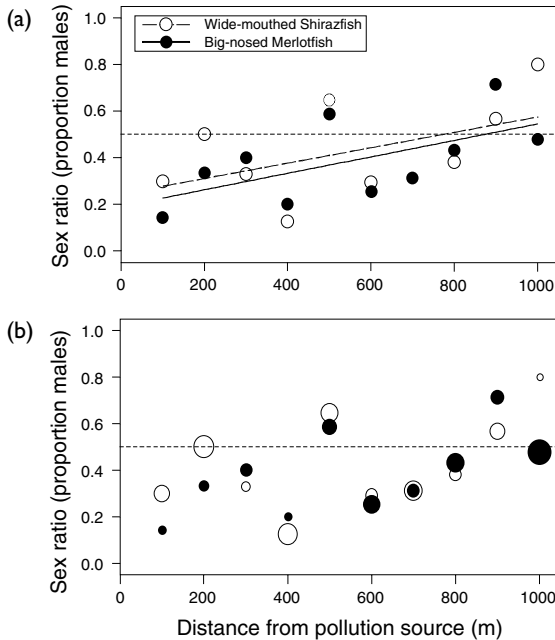 (a)
Wide-mouthed Shirazfish
Big-nosed Merlotfish
Sex ratio (proportion males)
1.0
0.8
0.6
0.4
0.2
0.0
0 200 400 600 800 1000
(b)
Sex ratio (proportion males)
1.0
0.8
0.6
0.4
0.2
0.0
0 200 400 600 800 1000
Distance from pollution source (m)